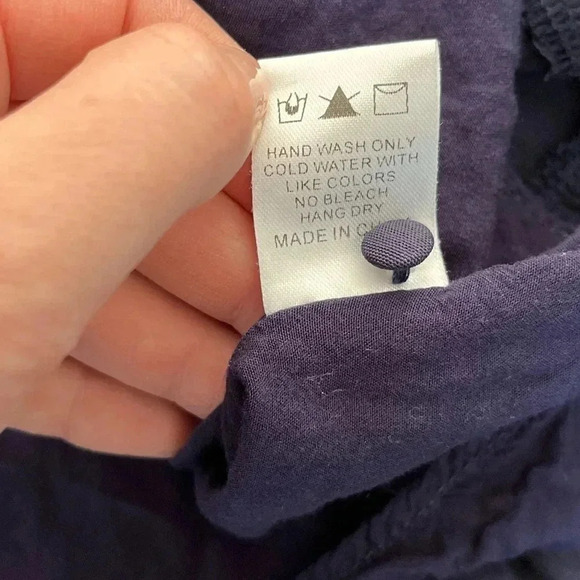 HAND WASH ONLY
COLD WATER WITH
LIKE COLORS
NO BLEACH
HANG DRY
MADE IN